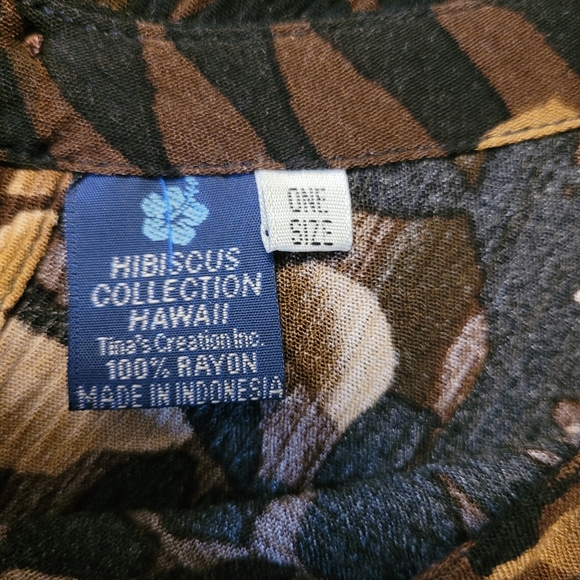 HIBISCUS
COLLECTION
HAWAII
Tina's Creation Inc.
100% RAYON
MADE IN INDONESIA
ONE
SIZE